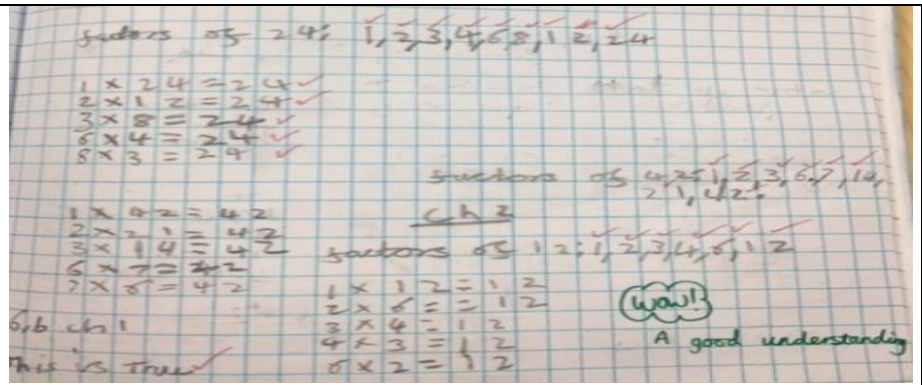 factors of 24: 1,2,3,4,6,8,12,24
1 × 24 = 24
2 × 12 = 24
3 × 8 = 24
6 × 4 = 24
8 × 3 = 24
factors of 42: 1,2,3,6,7,14,
21,42.
1 × 42 = 42
2 × 21 = 42
3 × 14 = 42
6 × 7 = 42
7 × 6 = 42
6,b ch1
This is True
ch2
factors of 12: 1,2,3,4,6,12
1 × 12 = 12
2 × 6 = = 12
3 × 4 = 12
4 × 3 = 12
6 × 2 = 12
Wow!
A good understanding